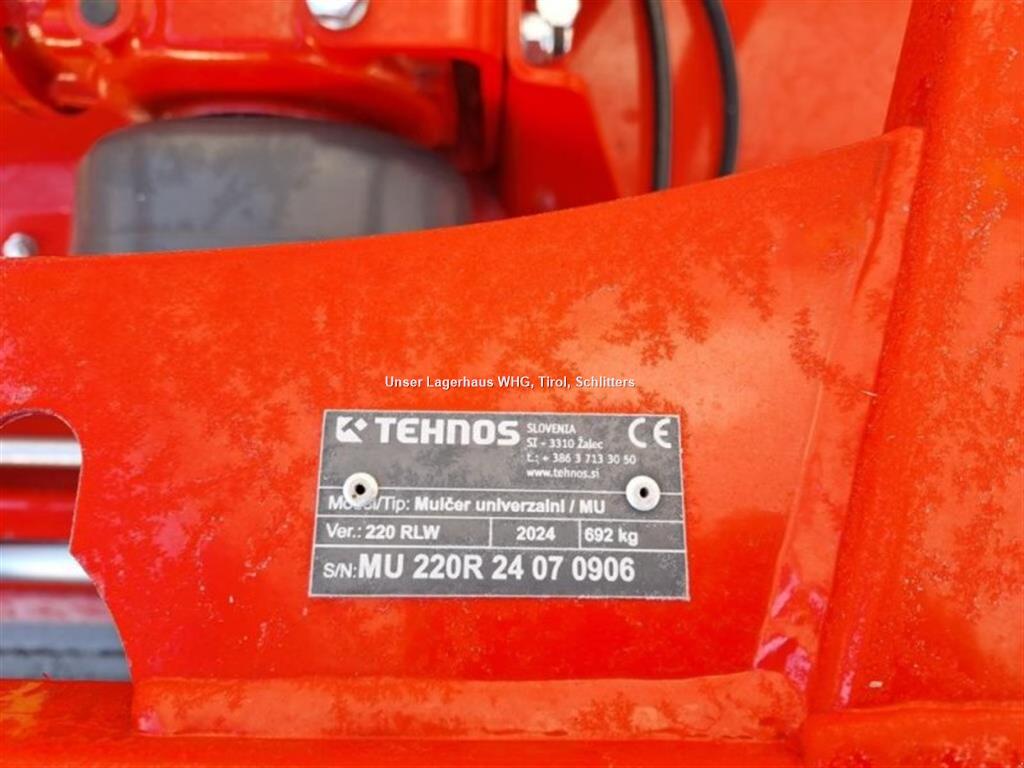 Unser Lagerhaus WHG, Tirol, Schlitters
TEHNOS
SLOVENIA
SI - 3310 Žalec
t.: + 386 3 713 30 50
www.tehnos.si
CE
Model/Tip: Mulčer univerzalni / MU
Ver.: 220 RLW 2024 692 kg
S/N: MU 220R 24 07 0906